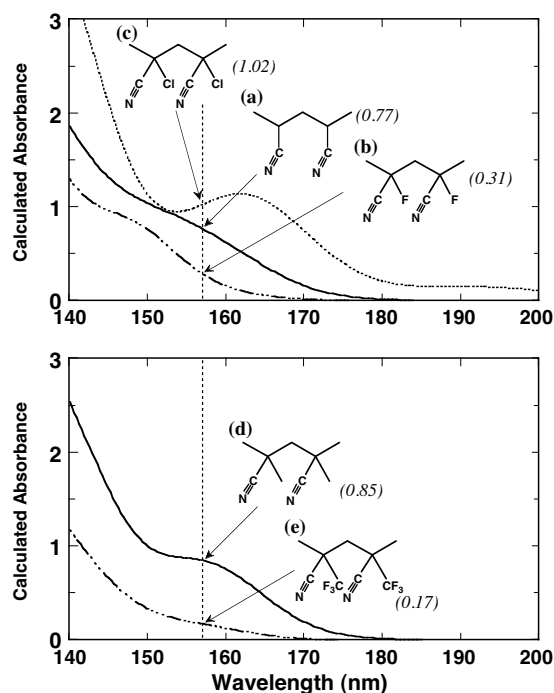 3
2
1
0
Calculated Absorbance
(c)
Cl
Cl
C
N
C
N
(1.02)
(a)
C
N
C
N
(0.77)
(b)
F
F
C
N
C
N
(0.31)
140 150 160 170 180 190 200
3
2
1
0
Calculated Absorbance
(d)
C
N
C
N
(0.85)
(e)
C
N
F3C
C
N
CF3
(0.17)
140 150 160 170 180 190 200
Wavelength (nm)